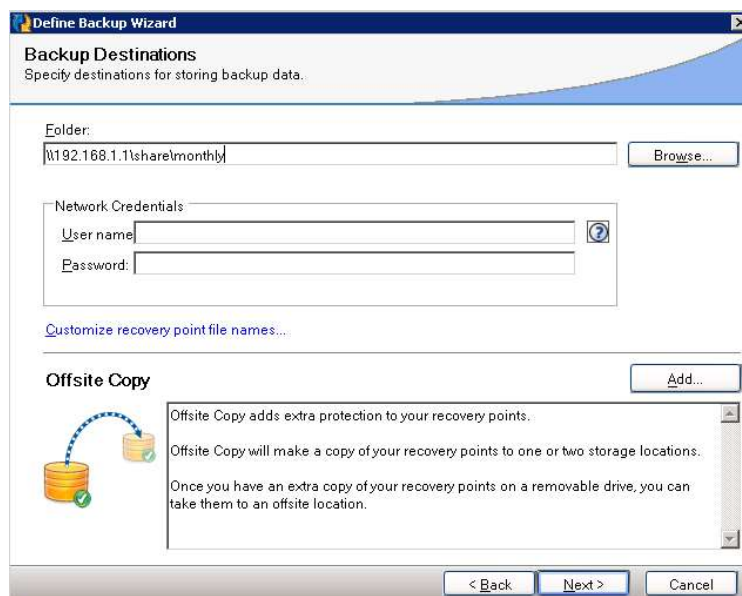 Define Backup Wizard
Backup Destinations
Specify destinations for storing backup data.
Folder:
\\192.168.1.1\share\monthly
Browse...
Network Credentials
User name
Password:
Customize recovery point file names...
Offsite Copy
Add...
Offsite Copy adds extra protection to your recovery points.
Offsite Copy will make a copy of your recovery points to one or two storage locations.
Once you have an extra copy of your recovery points on a removable drive, you can
take them to an offsite location.
< Back
Next >
Cancel